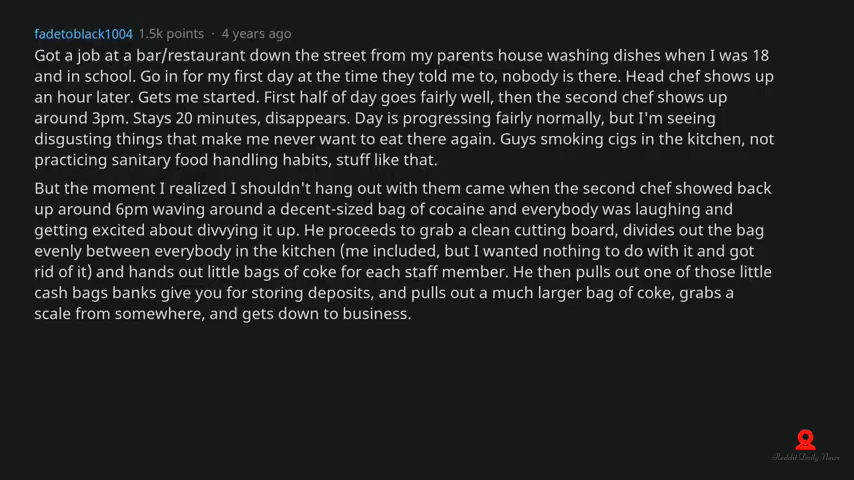 fadetoblack1004 1.5k points · 4 years ago
Got a job at a bar/restaurant down the street from my parents house washing dishes when I was 18
and in school. Go in for my first day at the time they told me to, nobody is there. Head chef shows up
an hour later. Gets me started. First half of day goes fairly well, then the second chef shows up
around 3pm. Stays 20 minutes, disappears. Day is progressing fairly normally, but I'm seeing
disgusting things that make me never want to eat there again. Guys smoking cigs in the kitchen, not
practicing sanitary food handling habits, stuff like that.
But the moment I realized I shouldn't hang out with them came when the second chef showed back
up around 6pm waving around a decent-sized bag of cocaine and everybody was laughing and
getting excited about divvying it up. He proceeds to grab a clean cutting board, divides out the bag
evenly between everybody in the kitchen (me included, but I wanted nothing to do with it and got
rid of it) and hands out little bags of coke for each staff member. He then pulls out one of those little
cash bags banks give you for storing deposits, and pulls out a much larger bag of coke, grabs a
scale from somewhere, and gets down to business.
Reddit Daily News